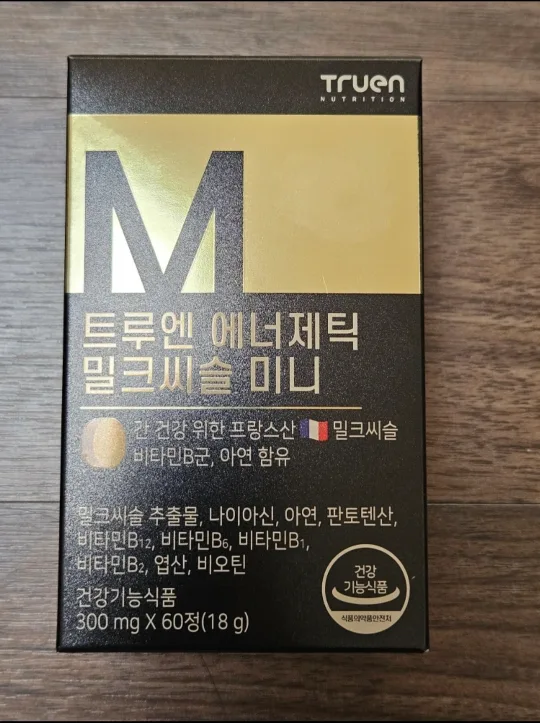 Truen
NUTRITION
M
트루엔 에너제틱
밀크씨슬 미니
간 건강 위한 프랑스산 🇫🇷 밀크씨슬
비타민B군, 아연 함유
밀크씨슬 추출물, 나이아신, 아연, 판토텐산,
비타민B₁₂, 비타민B₆, 비타민B₁,
비타민B₂, 엽산, 비오틴
건강기능식품
300 mg X 60정(18 g)
건강
기능식품
식품의약품안전처